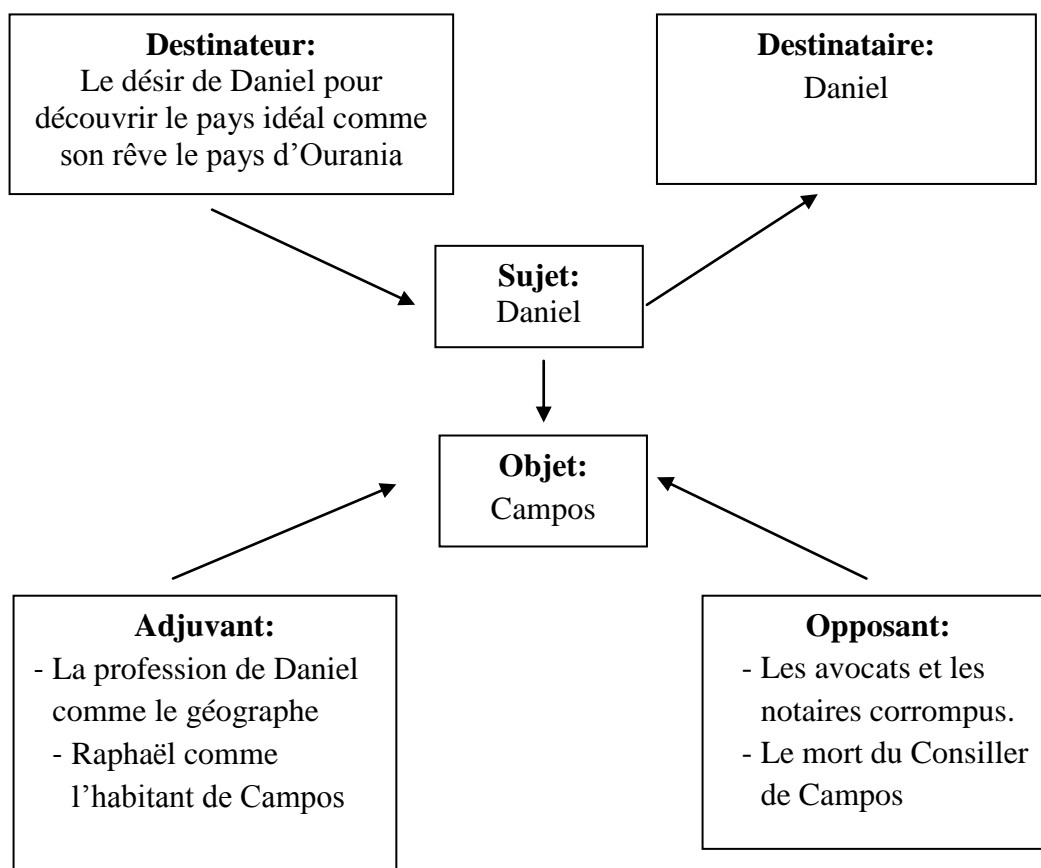 Destinateur:
Le désir de Daniel pour
découvrir le pays idéal comme
son rêve le pays d’Ourania
Destinataire:
Daniel
Sujet:
Daniel
Objet:
Campos
Adjuvant:
- La profession de Daniel
comme le géographe
- Raphaël comme
l’habitant de Campos
Opposant:
- Les avocats et les
notaires corrompus.
- Le mort du Consiller
de Campos